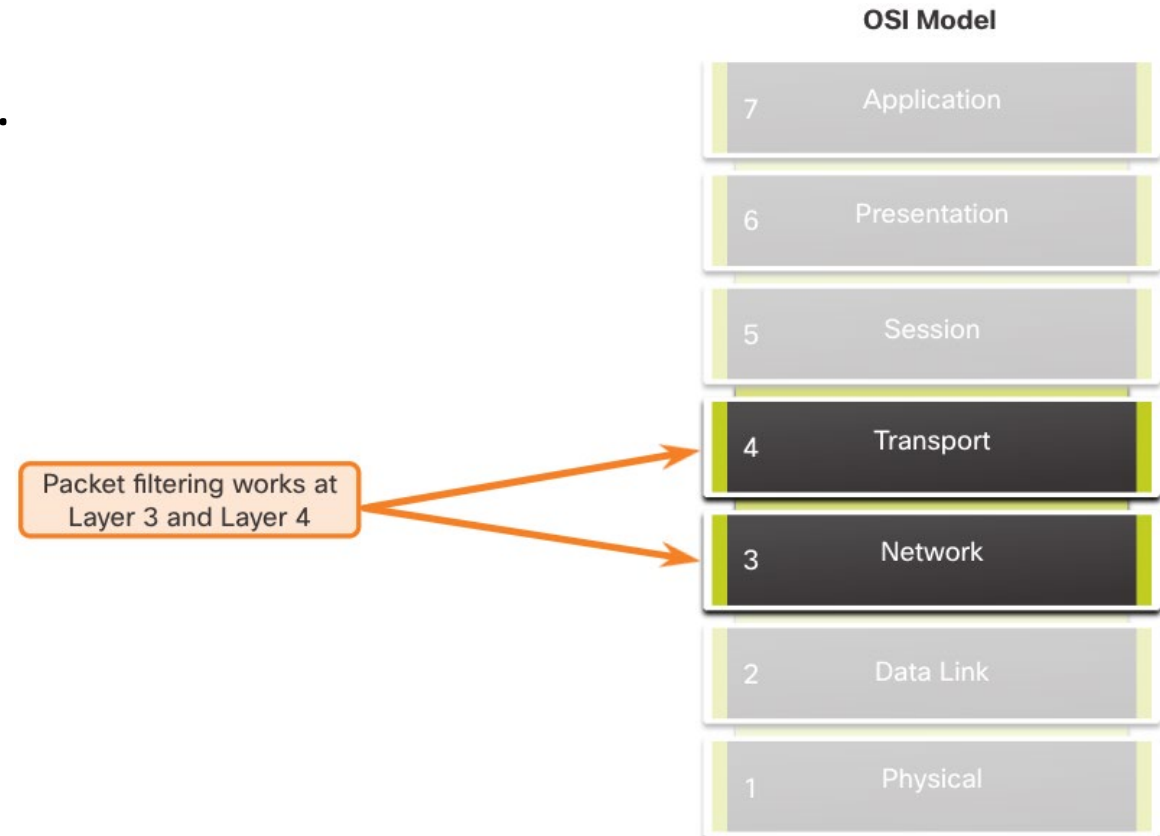 OSI Model
7 Application
6 Presentation
5 Session
4 Transport
Packet filtering works at
Layer 3 and Layer 4
3 Network
2 Data Link
1 Physical